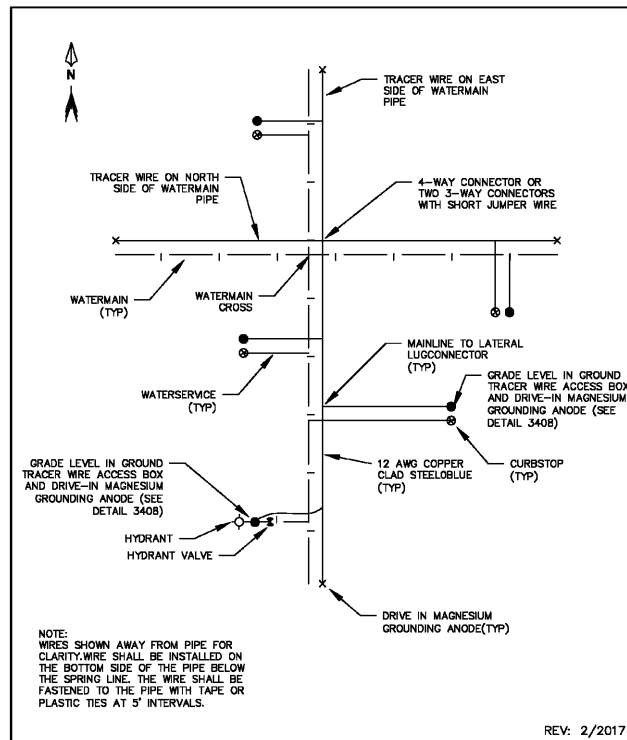 N
TRACER WIRE ON EAST
SIDE OF WATERMAIN
PIPE
TRACER WIRE ON NORTH
SIDE OF WATERMAIN
PIPE
4-WAY CONNECTOR OR
TWO 3-WAY CONNECTORS
WITH SHORT JUMPER WIRE
WATERMAIN
(TYP)
WATERMAIN
CROSS
MAINLINE TO LATERAL
LUGCONNECTOR
(TYP)
WATERSERVICE
(TYP)
GRADE LEVEL IN GROUND
TRACER WIRE ACCESS BOX
AND DRIVE-IN MAGNESIUM
GROUNDING ANODE (SEE
DETAIL 3408)
GRADE LEVEL IN GROUND
TRACER WIRE ACCESS BOX
AND DRIVE-IN MAGNESIUM
GROUNDING ANODE (SEE
DETAIL 3408)
12 AWG COPPER
CLAD STEELOBLUE
(TYP)
CURBSTOP
(TYP)
HYDRANT
HYDRANT VALVE
DRIVE IN MAGNESIUM
GROUNDING ANODE(TYP)
NOTE:
WIRES SHOWN AWAY FROM PIPE FOR
CLARITY.WIRE SHALL BE INSTALLED ON
THE BOTTOM SIDE OF THE PIPE BELOW
THE SPRING LINE. THE WIRE SHALL BE
FASTENED TO THE PIPE WITH TAPE OR
PLASTIC TIES AT 5' INTERVALS.
REV: 2/2017